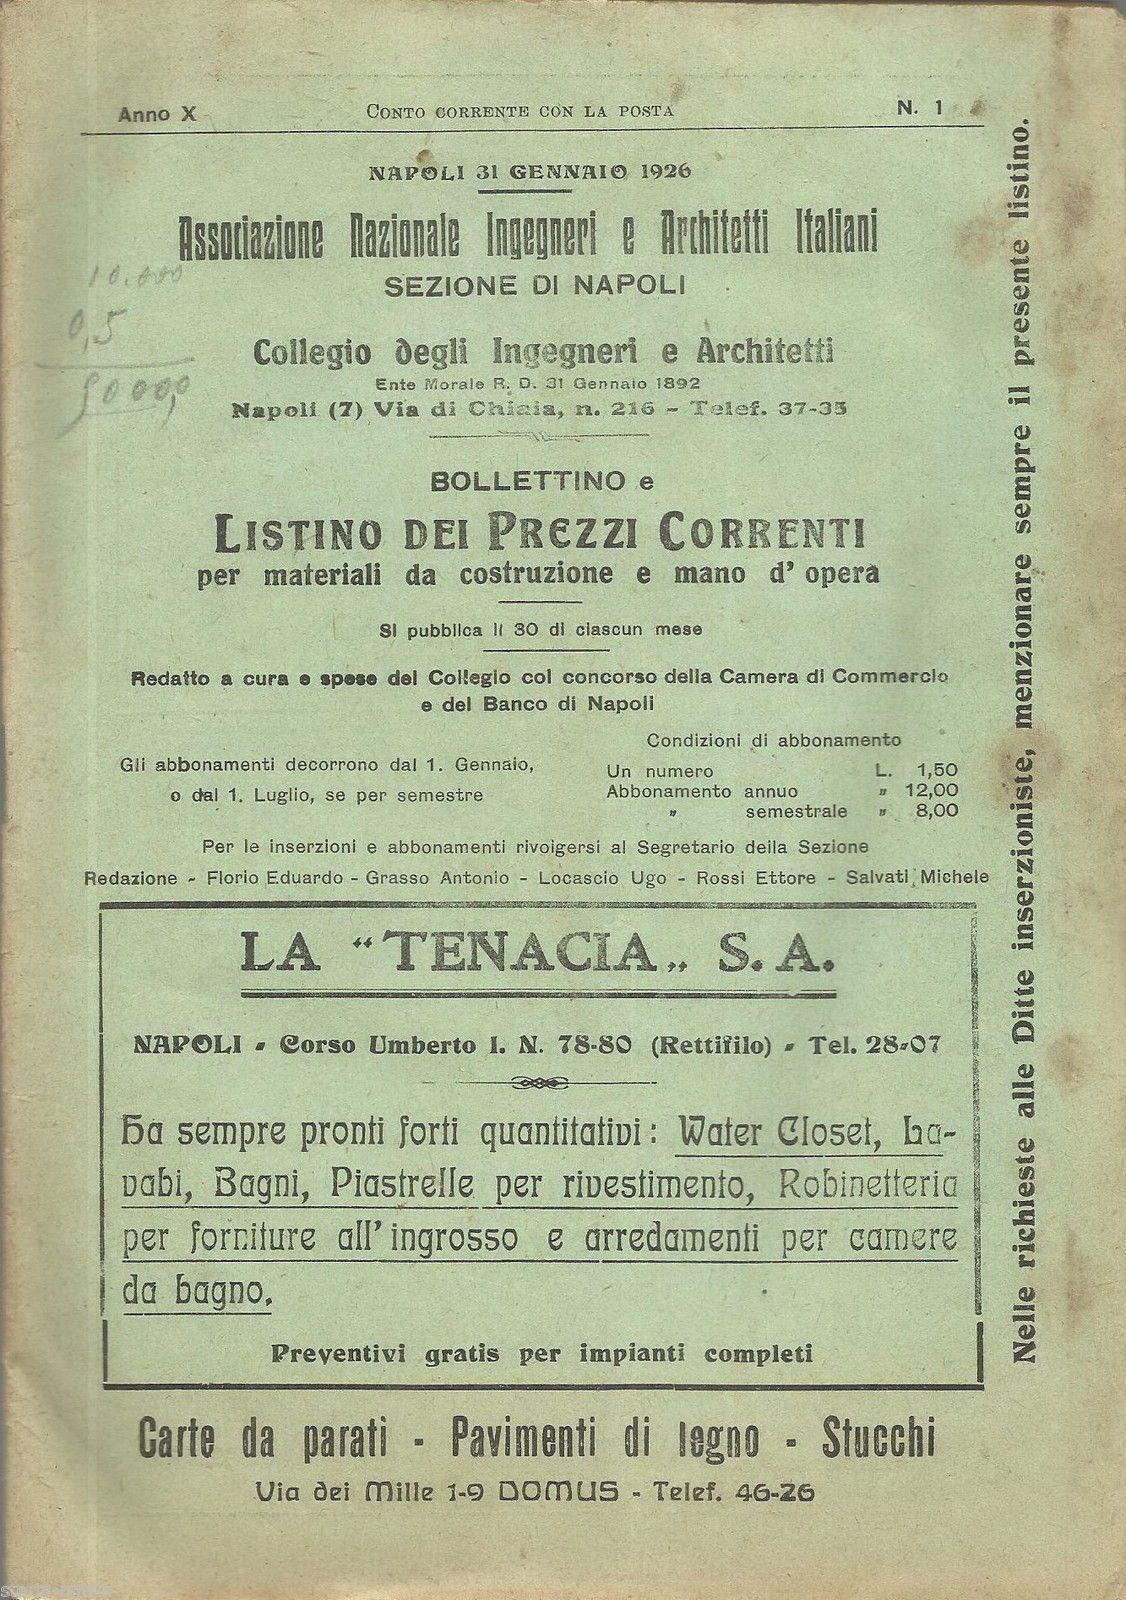 Anno X CONTO CORRENTE CON LA POSTA N. 1
NAPOLI 31 GENNAIO 1926
Associazione Nazionale Ingegneri e Architetti Italiani
SEZIONE DI NAPOLI
10.000
0,5
50000,
Collegio degli Ingegneri e Architetti
Ente Morale R. D. 31 Gennaio 1892
Napoli (7) Via di Chiaia, n. 216 - Telef. 37-35
BOLLETTINO e
LISTINO DEI PREZZI CORRENTI
per materiali da costruzione e mano d' opera
Si pubblica il 30 di ciascun mese
Redatto a cura e spese del Collegio col concorso della Camera di Commercio
e del Banco di Napoli
Gli abbonamenti decorrono dal 1. Gennaio,
o dal 1. Luglio, se per semestre
Condizioni di abbonamento
Un numero L. 1,50
Abbonamento annuo " 12,00
" semestrale " 8,00
Per le inserzioni e abbonamenti rivolgersi al Segretario della Sezione
Redazione - Florio Eduardo - Grasso Antonio - Locascio Ugo - Rossi Ettore - Salvati Michele
LA “TENACIA„ S. A.
NAPOLI - Corso Umberto I. N. 78-80 (Rettifilo) - Tel. 28-07
Ha sempre pronti forti quantitativi: Water Closet, La-
vabi, Bagni, Piastrelle per rivestimento, Robinetteria
per forniture all' ingrosso e arredamenti per camere
da bagno.
Preventivi gratis per impianti completi
Carte da parati - Pavimenti di legno - Stucchi
Via dei Mille 1-9 DOMUS - Telef. 46-26
Nelle richieste alle Ditte inserzioniste, menzionare sempre il presente listino.